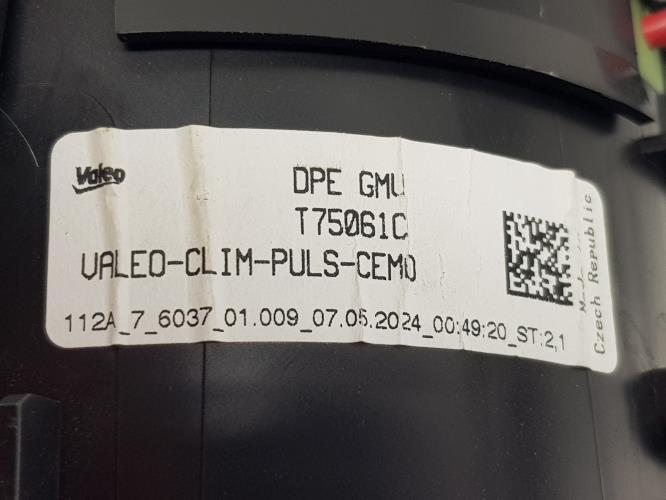 Valeo
DPE GMU
T75061C
VALEO-CLIM-PULS-CEMO
112A_7_6037_01.009_07.05.2024_00:49:20_ST:2,1
Czech Republic